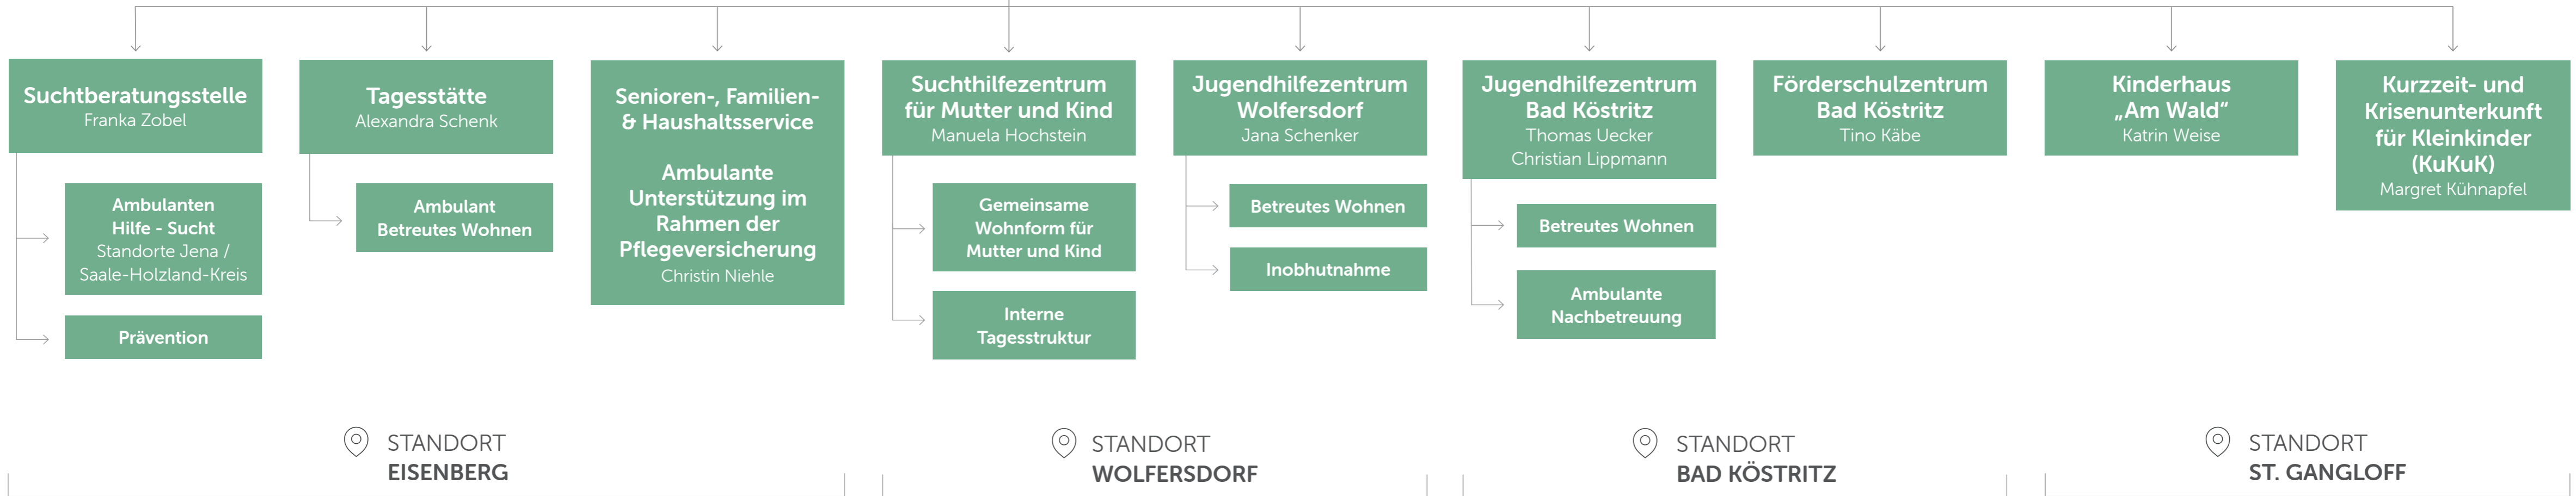 Suchtberatungsstelle
Franka Zobel
Ambulanten
Hilfe - Sucht
Standorte Jena /
Saale-Holzland-Kreis
Prävention
Tagesstätte
Alexandra Schenk
Ambulant
Betreutes Wohnen
Senioren-, Familien-
& Haushaltsservice
Ambulante
Unterstützung im
Rahmen der
Pflegeversicherung
Christin Niehle
Suchthilfezentrum
für Mutter und Kind
Manuela Hochstein
Gemeinsame
Wohnform für
Mutter und Kind
Interne
Tagesstruktur
Jugendhilfezentrum
Wolfersdorf
Jana Schenker
Betreutes Wohnen
Inobhutnahme
Jugendhilfezentrum
Bad Köstritz
Thomas Uecker
Christian Lippmann
Betreutes Wohnen
Ambulante
Nachbetreuung
Förderschulzentrum
Bad Köstritz
Tino Käbe
Kinderhaus
„Am Wald“
Katrin Weise
Kurzzeit- und
Krisenunterkunft
für Kleinkinder
(KuKuK)
Margret Kühnapfel
STANDORT
EISENBERG
STANDORT
WOLFERSDORF
STANDORT
BAD KÖSTRITZ
STANDORT
ST. GANGLOFF